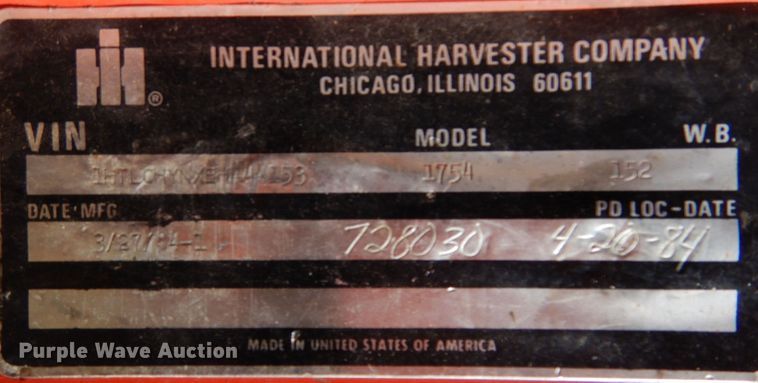 IH®
INTERNATIONAL HARVESTER COMPANY
CHICAGO, ILLINOIS 60611
VIN MODEL W.B.
1754 152
DATE MFG PD LOC-DATE
728030 4-20-84
MADE IN UNITED STATES OF AMERICA
Purple Wave Auction